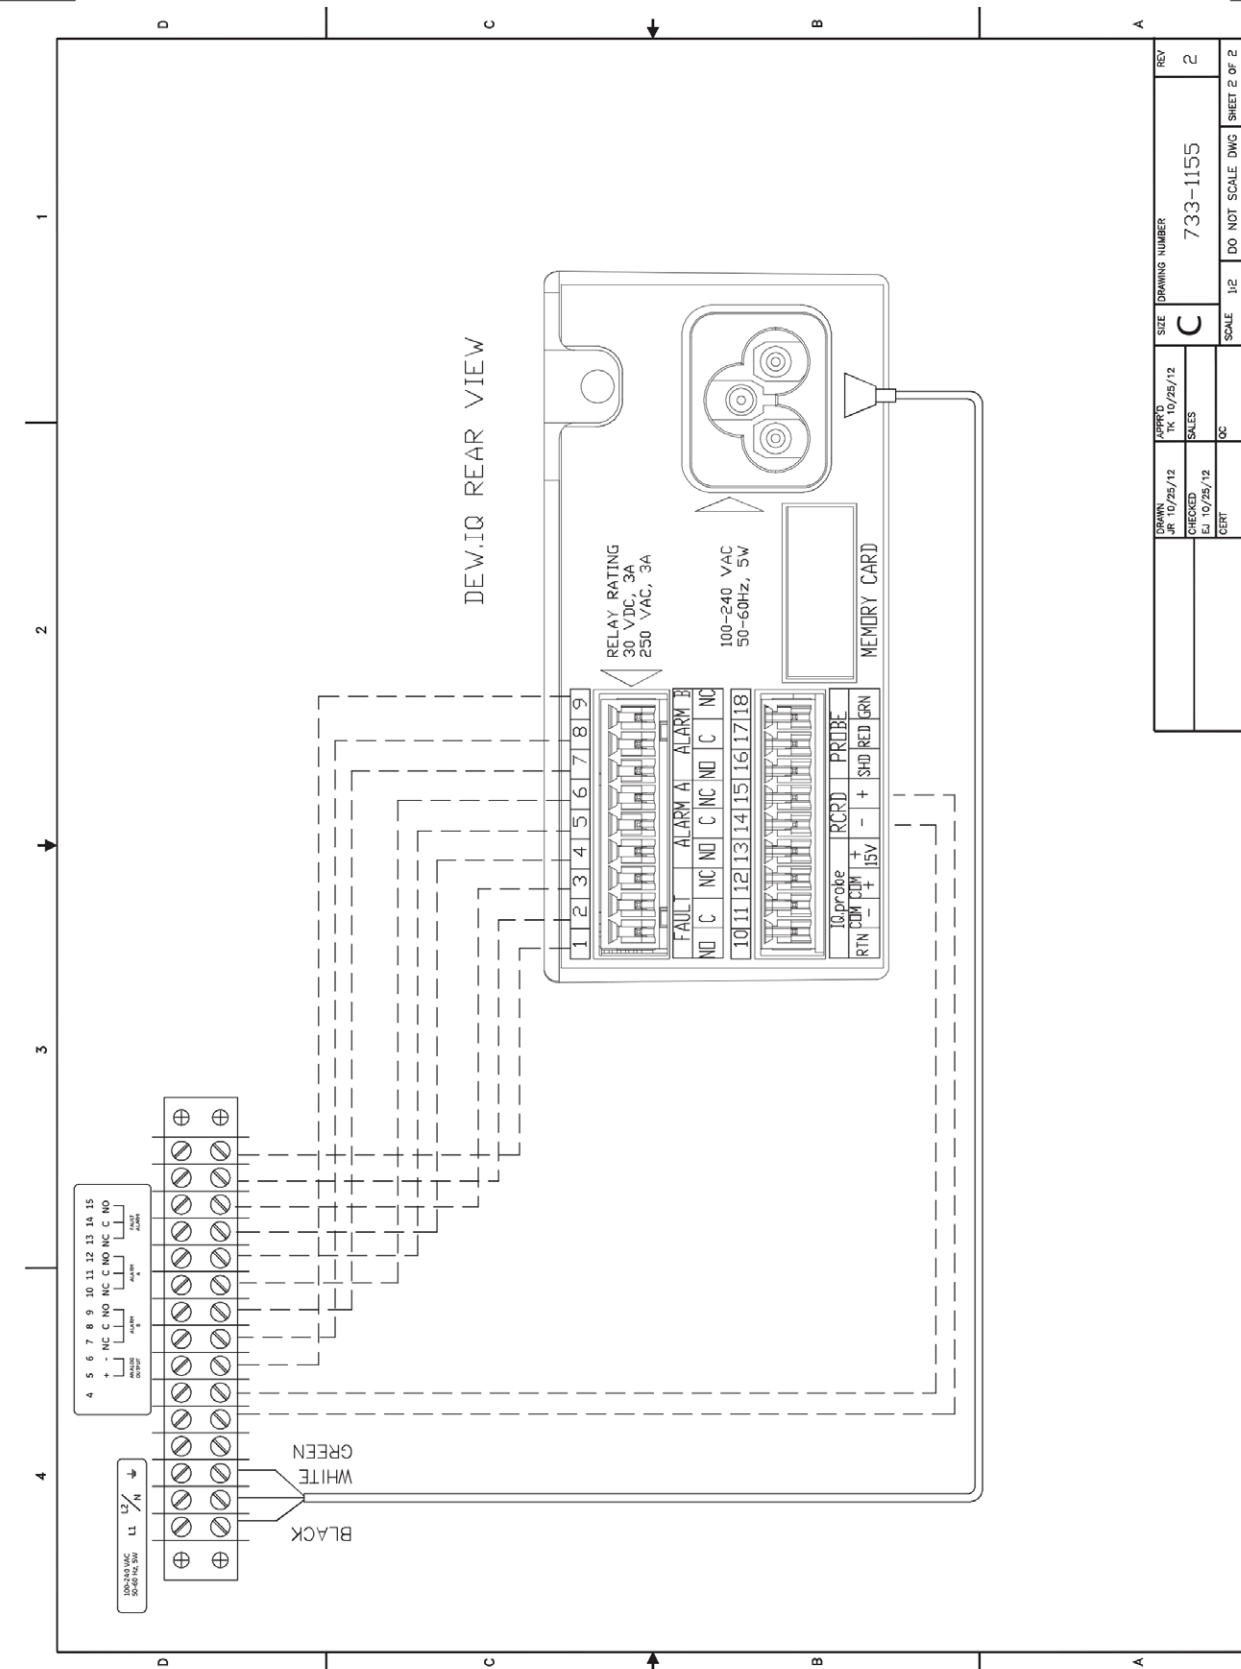 D
C
B
A
1
2
3
4
D
C
B
A
DEW.IQ REAR VIEW
RELAY RATING
30 VDC, 3A
250 VAC, 3A
100-240 VAC
50-60Hz, 5W
MEMORY CARD
1 2 3 4 5 6 7 8 9
FAULT ALARM A ALARM B
NO C NC NO C NC NO C NC
10 11 12 13 14 15 16 17 18
IQ.probe RCRD PROBE
RTN COM - COM + + 15V - + SHD RED GRN
4 5 6 7 8 9 10 11 12 13 14 15
+ - NC C NO NC C NO NC C NO
ANALOG OUTPUT
ALARM B
ALARM A
FAULT ALARM
100-240 VAC
50-60 Hz, 5W
L1 L2/N
BLACK
WHITE
GREEN
DRAWN
JR 10/25/12
APPR'D
TK 10/25/12
CHECKED
EJ 10/25/12
SALES
CERT
QC
SIZE
C
DRAWING NUMBER
733-1155
REV
2
SCALE 1:2
DO NOT SCALE DWG
SHEET 2 OF 2